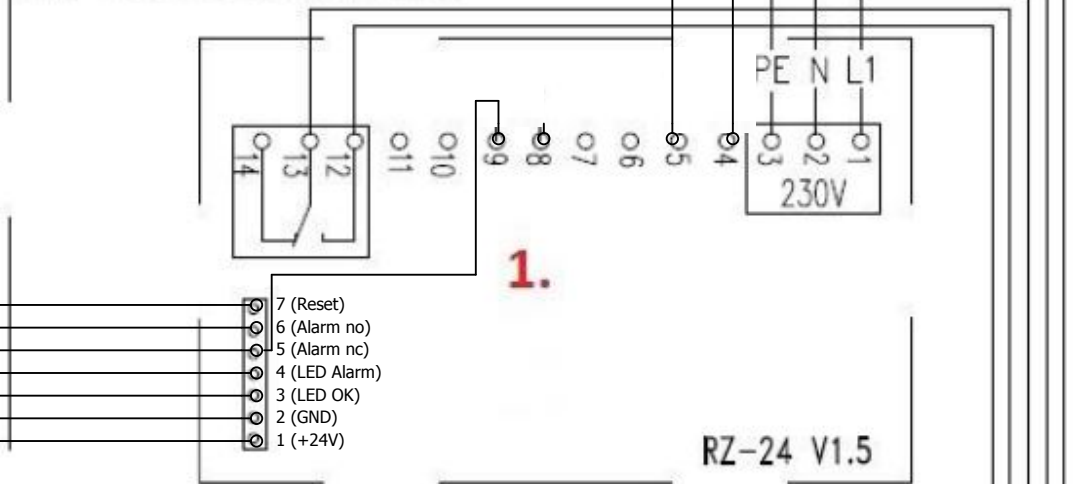 PE N L1
14 13 12 11 10 9 8 7 6 5 4 3 2 1
230V
1.
7 (Reset)
6 (Alarm no)
5 (Alarm nc)
4 (LED Alarm)
3 (LED OK)
2 (GND)
1 (+24V)
RZ-24 V1.5